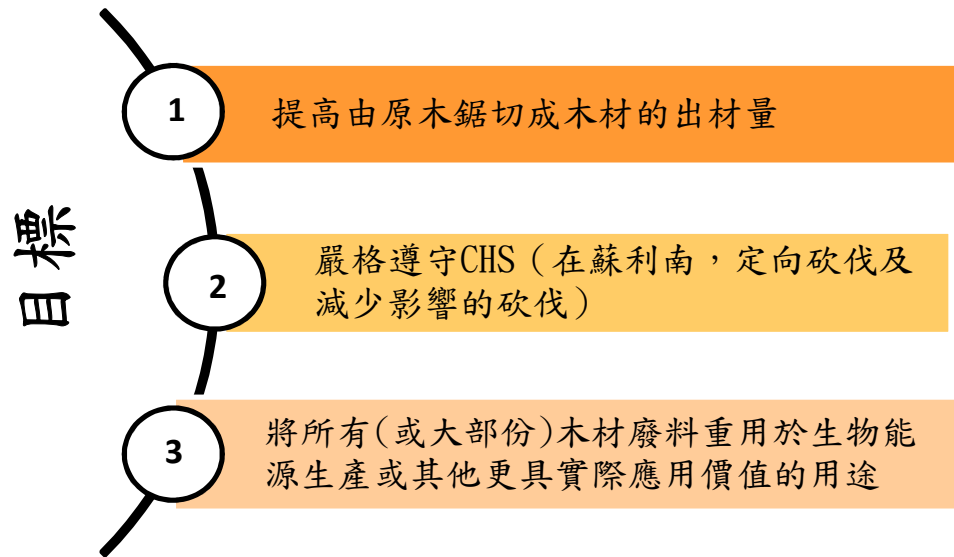 目標
1
提高由原木鋸切成木材的出材量
2
嚴格遵守CHS（在蘇利南，定向砍伐及
減少影響的砍伐）
3
將所有(或大部份)木材廢料重用於生物能
源生產或其他更具實際應用價值的用途